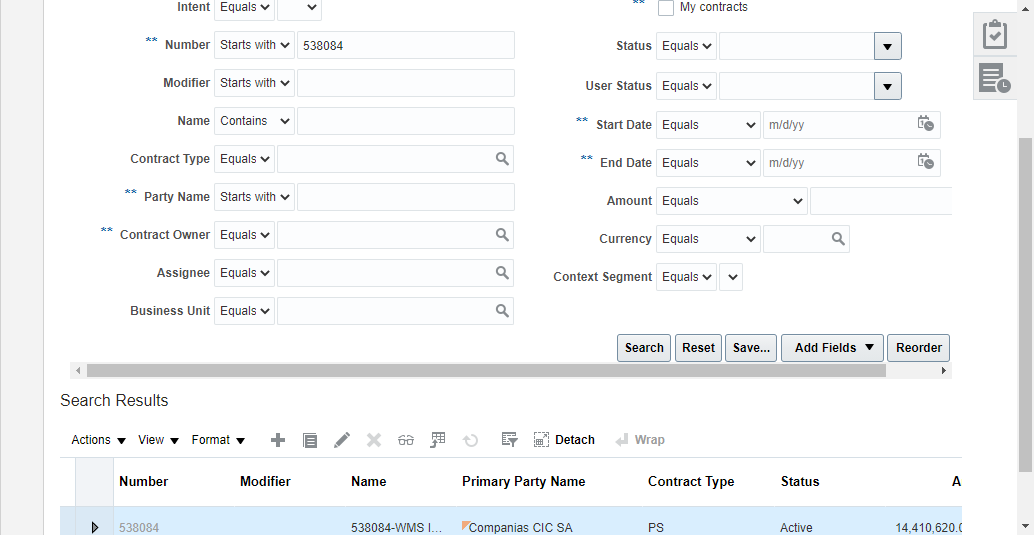 Intent Equals
** My contracts
** Number Starts with 538084
Status Equals
Modifier Starts with
User Status Equals
Name Contains
** Start Date Equals m/d/yy
Contract Type Equals
** End Date Equals m/d/yy
** Party Name Starts with
Amount Equals
** Contract Owner Equals
Currency Equals
Assignee Equals
Context Segment Equals
Business Unit Equals
Search Reset Save... Add Fields Reorder
Search Results
Actions View Format Detach Wrap
Number Modifier Name Primary Party Name Contract Type Status A
538084 538084-WMS I... Companias CIC SA PS Active 14,410,620.0